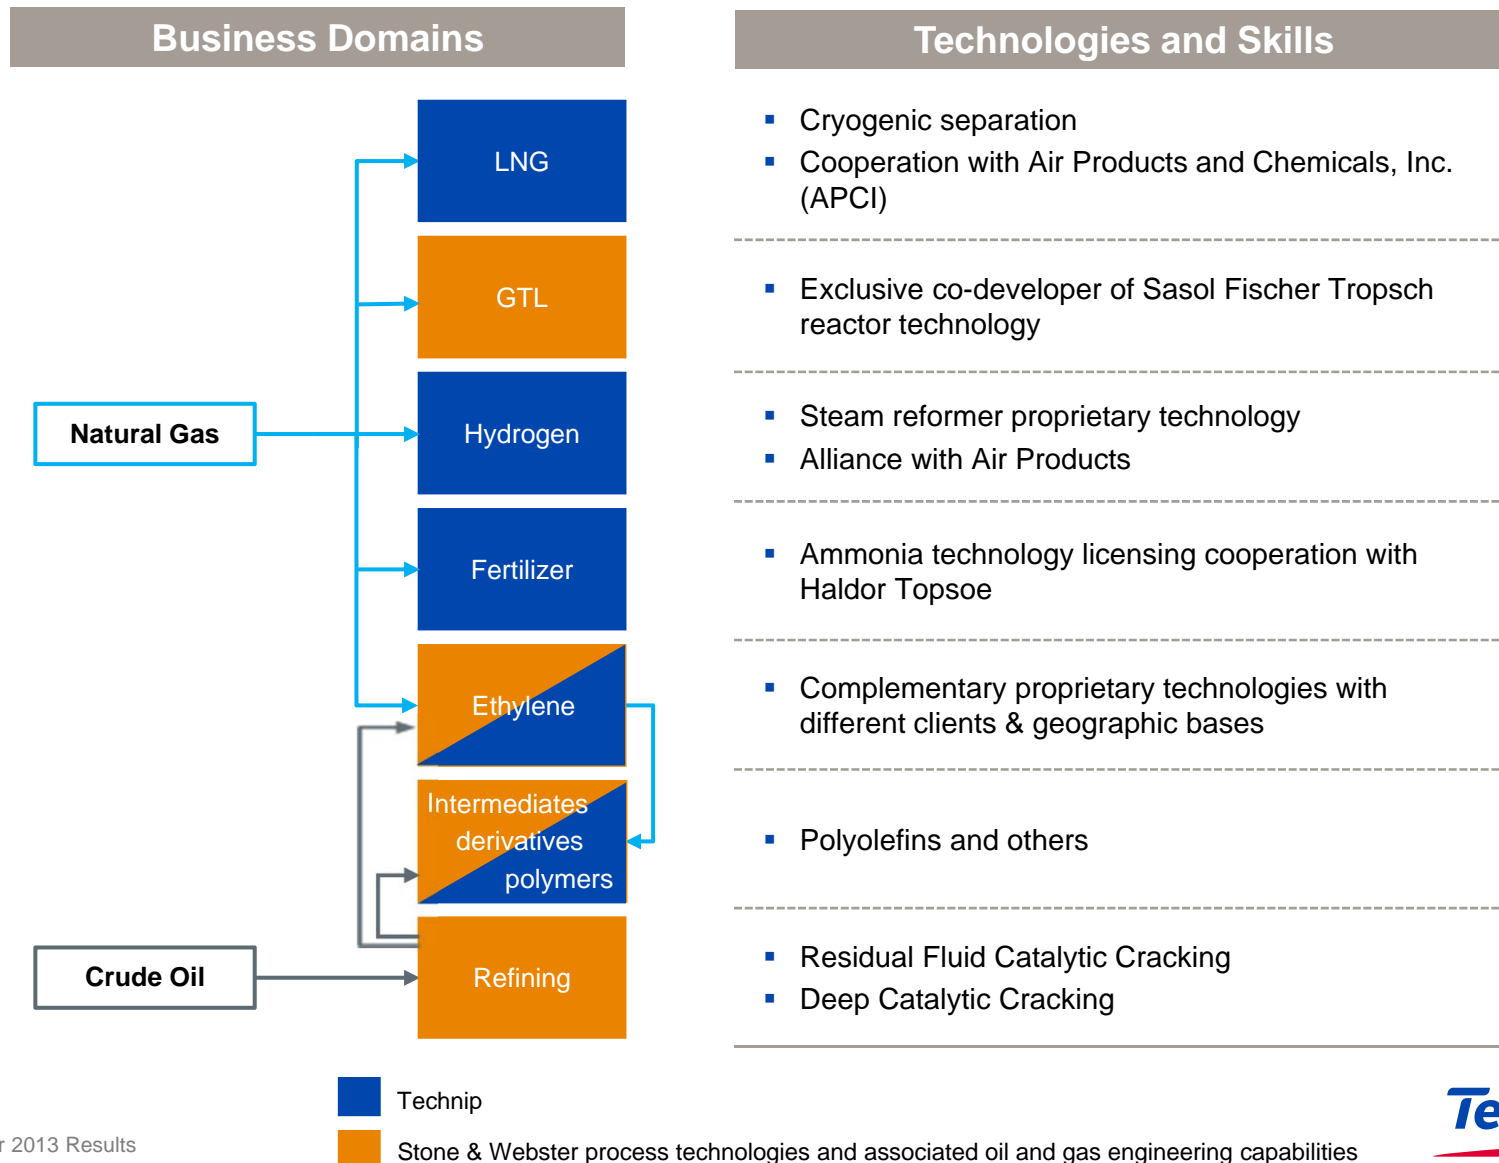 Business Domains
Technologies and Skills
LNG
GTL
Hydrogen
Fertilizer
Ethylene
Intermediates
derivatives
polymers
Refining
Natural Gas
Crude Oil
Cryogenic separation
Cooperation with Air Products and Chemicals, Inc.
(APCI)
Exclusive co-developer of Sasol Fischer Tropsch
reactor technology
Steam reformer proprietary technology
Alliance with Air Products
Ammonia technology licensing cooperation with
Haldor Topsoe
Complementary proprietary technologies with
different clients & geographic bases
Polyolefins and others
Residual Fluid Catalytic Cracking
Deep Catalytic Cracking
Technip
Stone & Webster process technologies and associated oil and gas engineering capabilities
2013 Results